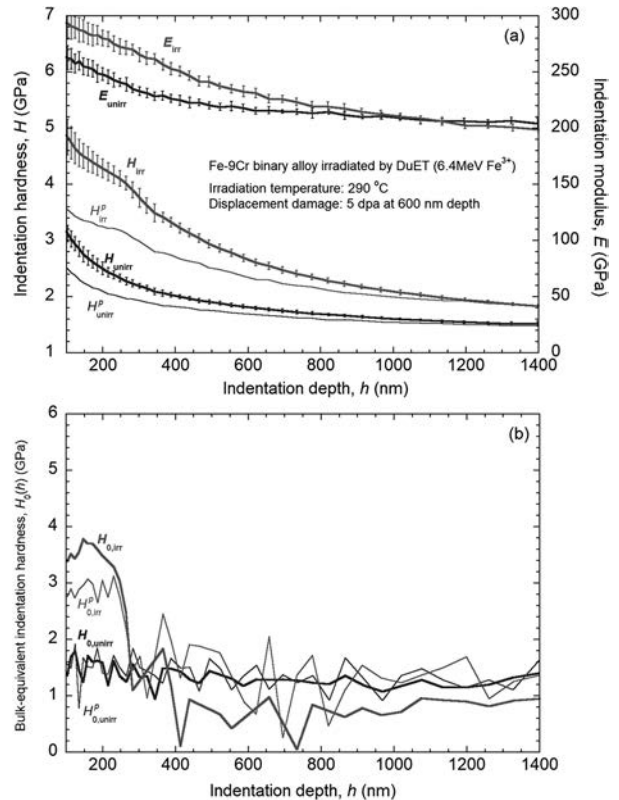 7
6
5
4
3
2
1
Indentation hardness, H (GPa)
(a)
E_irr
E_unirr
H_irr
Fe-9Cr binary alloy irradiated by DuET (6.4MeV Fe³⁺)
Irradiation temperature: 290 °C
Displacement damage: 5 dpa at 600 nm depth
H^p_irr
H_unirr
H^p_unirr
300
250
200
150
100
50
0
Indentation modulus, E (GPa)
200 400 600 800 1000 1200 1400
Indentation depth, h (nm)
6
5
4
3
2
1
0
Bulk-equivalent indentation hardness, H₀(h) (GPa)
(b)
H_0,irr
H^p_0,irr
H_0,unirr
H^p_0,unirr
200 400 600 800 1000 1200 1400
Indentation depth, h (nm)